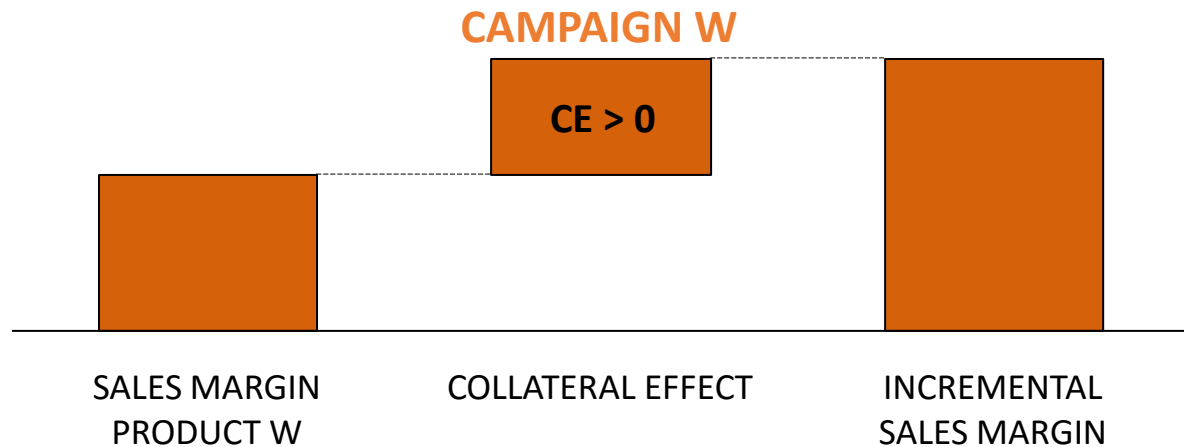 CAMPAIGN W
CE > 0
SALES MARGIN
PRODUCT W
COLLATERAL EFFECT
INCREMENTAL
SALES MARGIN